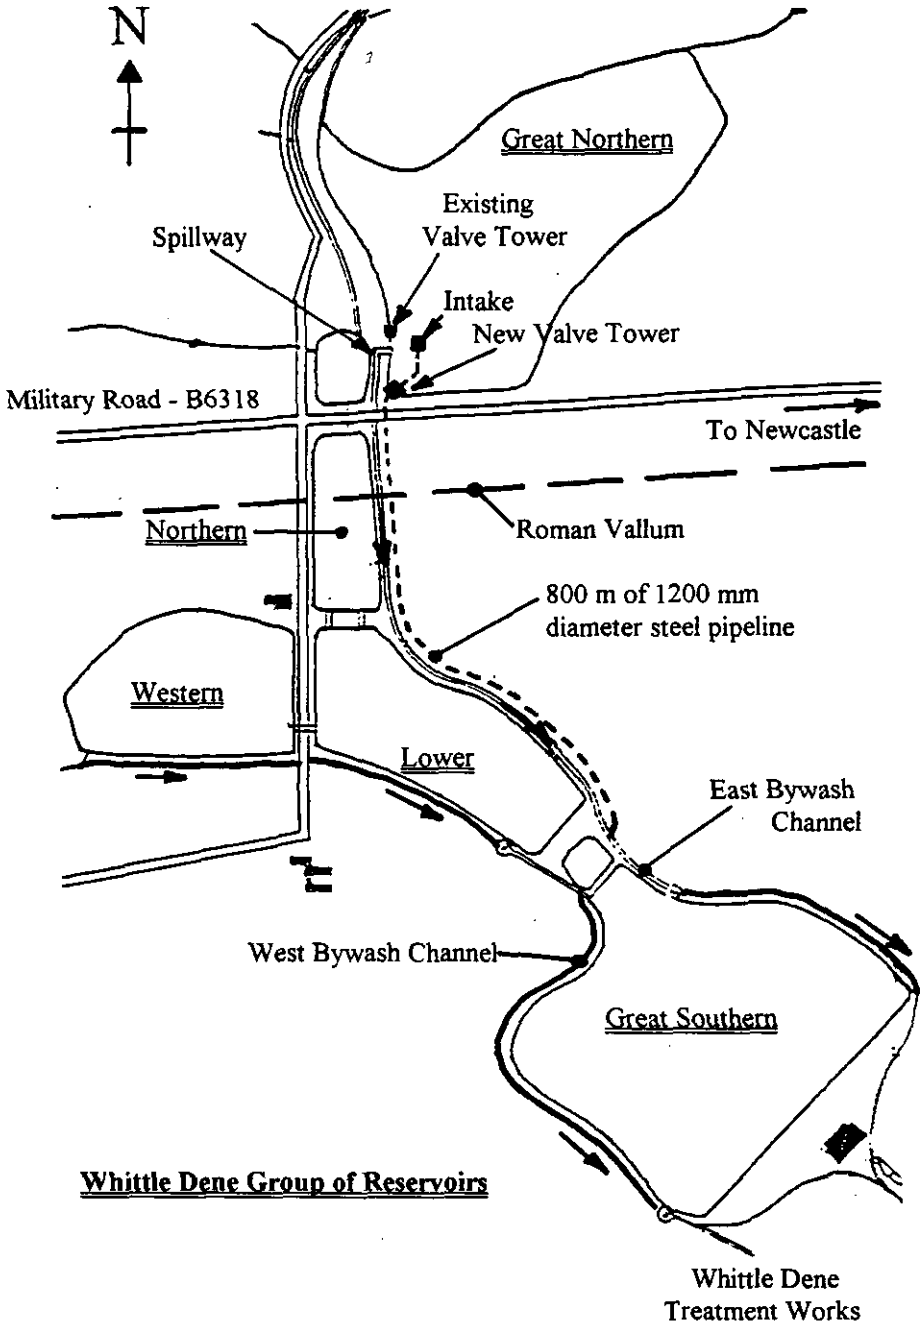 N
Great Northern
Existing
Valve Tower
Spillway
Intake
New Valve Tower
Military Road - B6318
To Newcastle
Northern
Roman Vallum
800 m of 1200 mm
diameter steel pipeline
Western
Lower
East Bywash
Channel
West Bywash Channel
Great Southern
Whittle Dene Group of Reservoirs
Whittle Dene
Treatment Works